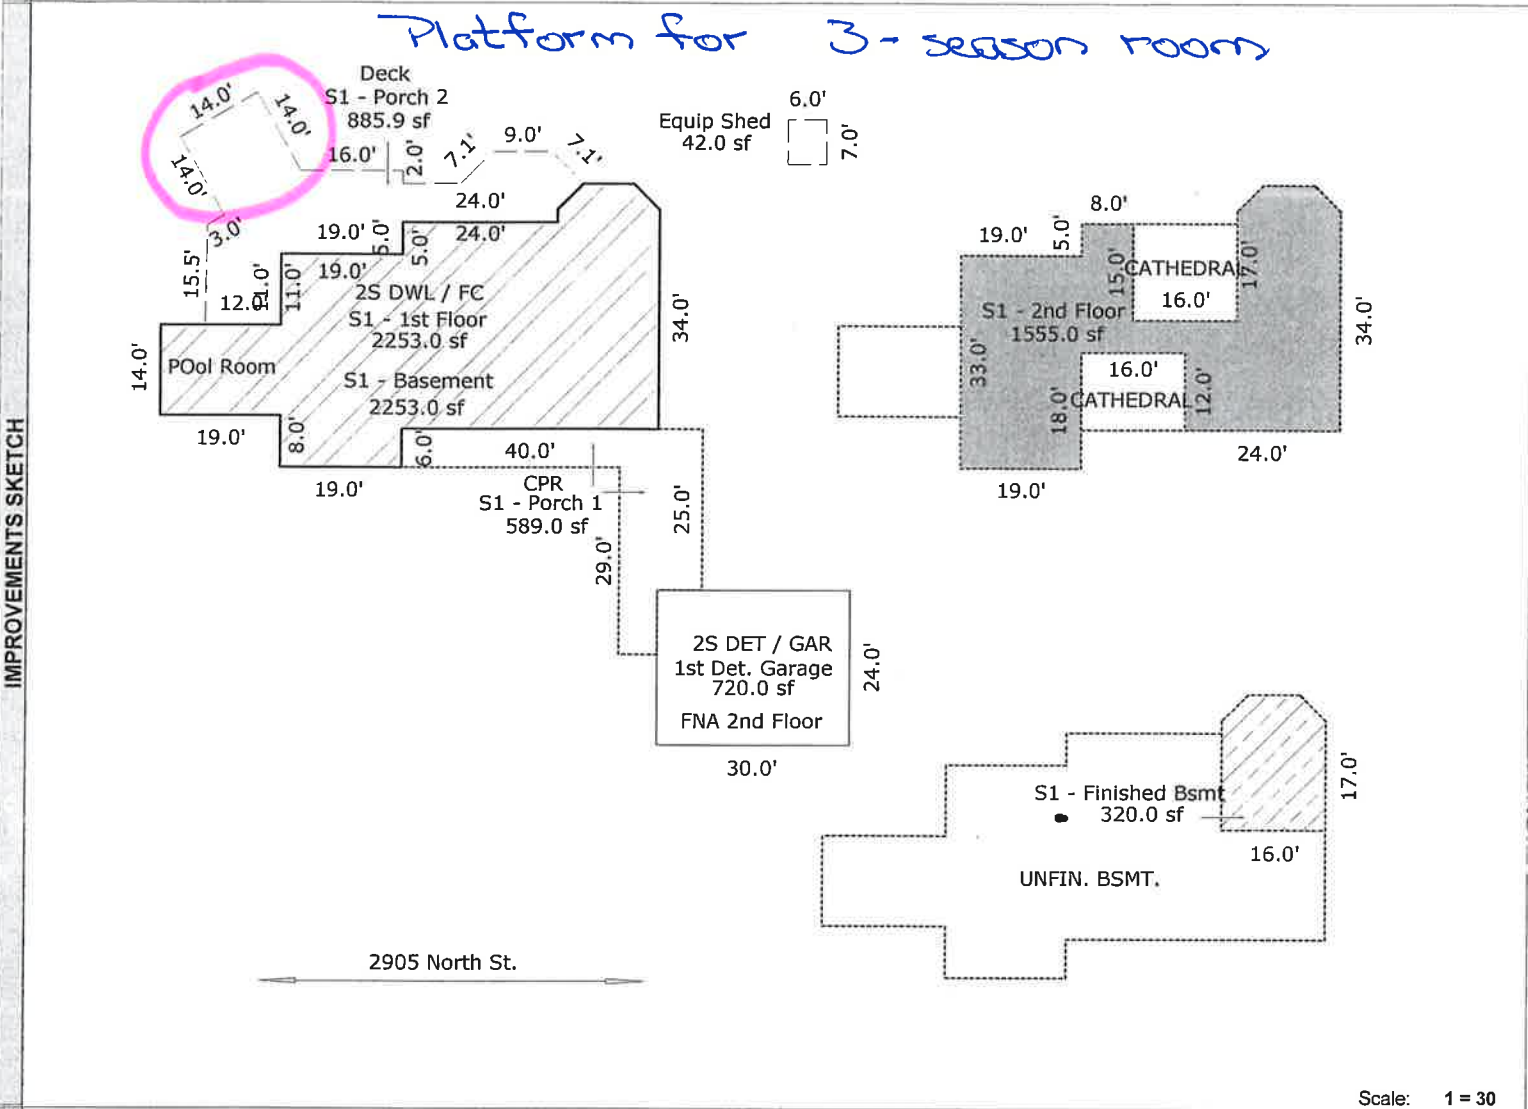 Platform for 3-season room
Deck
S1 - Porch 2
885.9 sf
14.0'
14.0'
14.0'
16.0'
2.0'
7.1'
9.0'
7.1'
3.0'
15.5'
24.0'
24.0'
19.0'
19.0'
5.0'
5.0'
12.0'
11.0'
11.0'
2S DWL / FC
S1 - 1st Floor
2253.0 sf
POol Room
S1 - Basement
2253.0 sf
14.0'
34.0'
19.0'
8.0'
6.0'
40.0'
19.0'
CPR
S1 - Porch 1
589.0 sf
25.0'
29.0'
2S DET / GAR
1st Det. Garage
720.0 sf
FNA 2nd Floor
24.0'
30.0'
Equip Shed
42.0 sf
6.0'
7.0'
8.0'
19.0'
5.0'
15.0'
CATHEDRAL
17.0'
16.0'
S1 - 2nd Floor
1555.0 sf
34.0'
33.0'
16.0'
18.0'
CATHEDRAL
12.0'
24.0'
19.0'
S1 - Finished Bsmt
320.0 sf
17.0'
16.0'
UNFIN. BSMT.
2905 North St.
IMPROVEMENTS SKETCH
Scale: 1 = 30